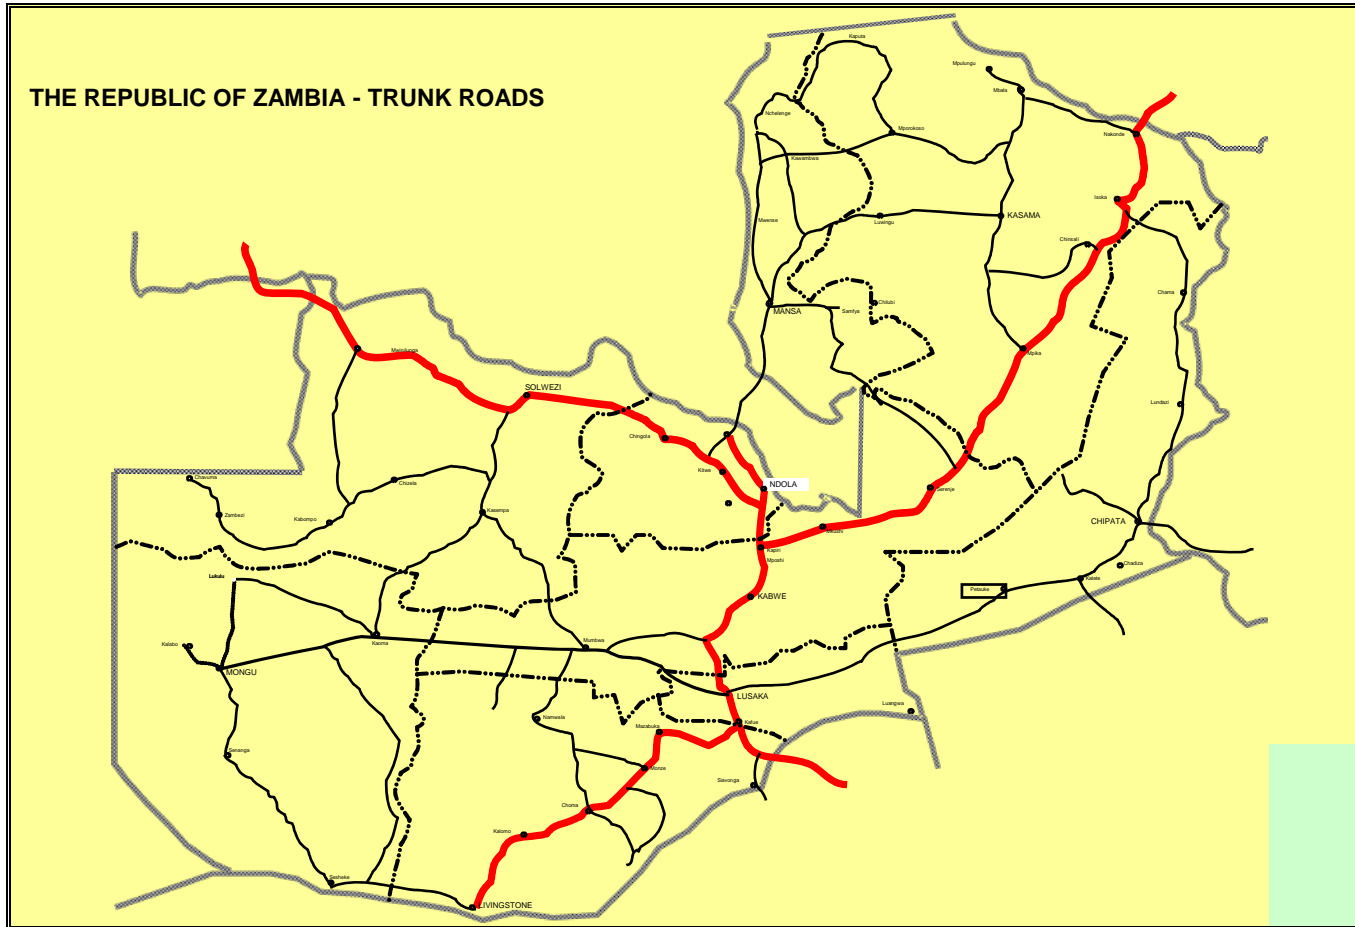 THE REPUBLIC OF ZAMBIA - TRUNK ROADS
Kaputa
Mpulungu
Mbala
Nchelenge
Mporokoso
Nakonde
Kawambwa
Isoka
Mwense
Luwingu
KASAMA
Chinsali
Chama
Chilubi
MANSA
Samfya
Mwinilunga
Mpika
SOLWEZI
Lundazi
Chingola
Kitwe
Chavuma
Chizela
NDOLA
Serenje
Zambezi
Kabompo
Kasempa
CHIPATA
Mkushi
Kapiri
Mposhi
Chadiza
Lukulu
Katete
Petauke
KABWE
Kaoma
Kalabo
Mumbwa
MONGU
LUSAKA
Luangwa
Namwala
Kafue
Mazabuka
Senanga
Monze
Siavonga
Choma
Kalomo
Sesheke
LIVINGSTONE